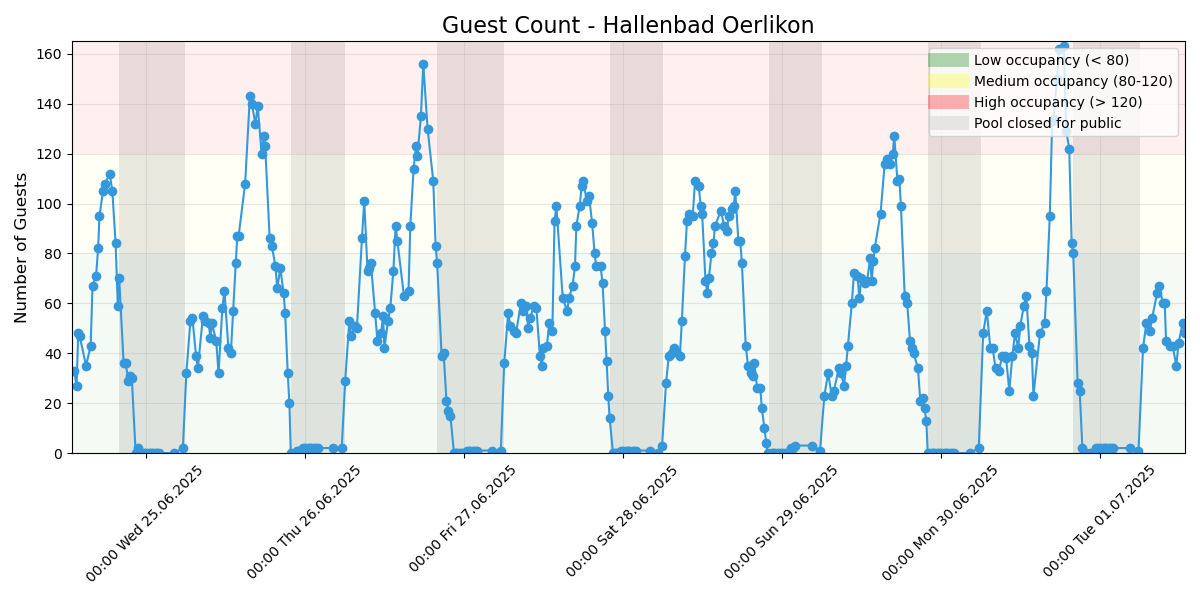 Guest Count - Hallenbad Oerlikon
Number of Guests
160
140
120
100
80
60
40
20
0
Low occupancy (< 80)
Medium occupancy (80-120)
High occupancy (> 120)
Pool closed for public
00:00 Wed 25.06.2025
00:00 Thu 26.06.2025
00:00 Fri 27.06.2025
00:00 Sat 28.06.2025
00:00 Sun 29.06.2025
00:00 Mon 30.06.2025
00:00 Tue 01.07.2025